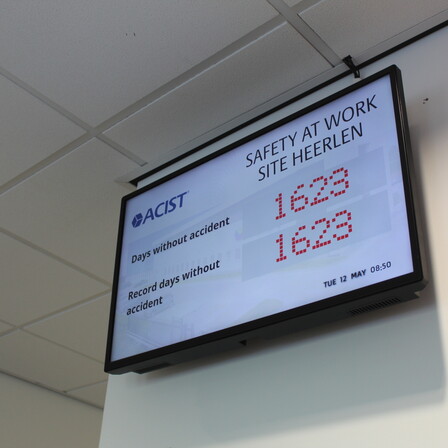 SAFETY AT WORK
SITE HEERLEN
ACIST
Days without accident
1623
Record days without
accident
1623
TUE 12 MAY 08:50